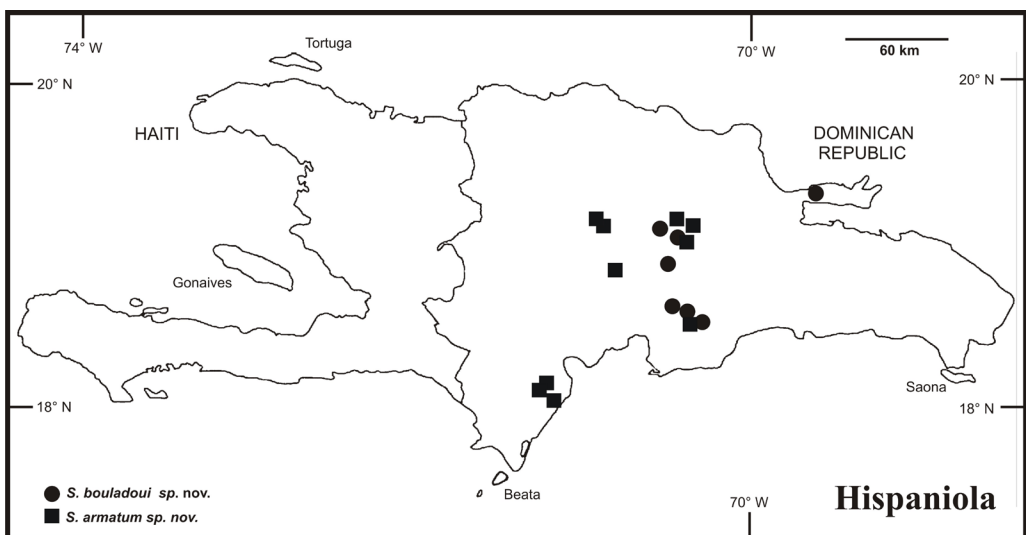 74° W
Tortuga
70° W
60 km
20° N
20° N
HAITI
DOMINICAN
REPUBLIC
Gonaives
Saona
18° N
18° N
Beata
70° W
Hispaniola
S. bouladoui sp. nov.
S. armatum sp. nov.